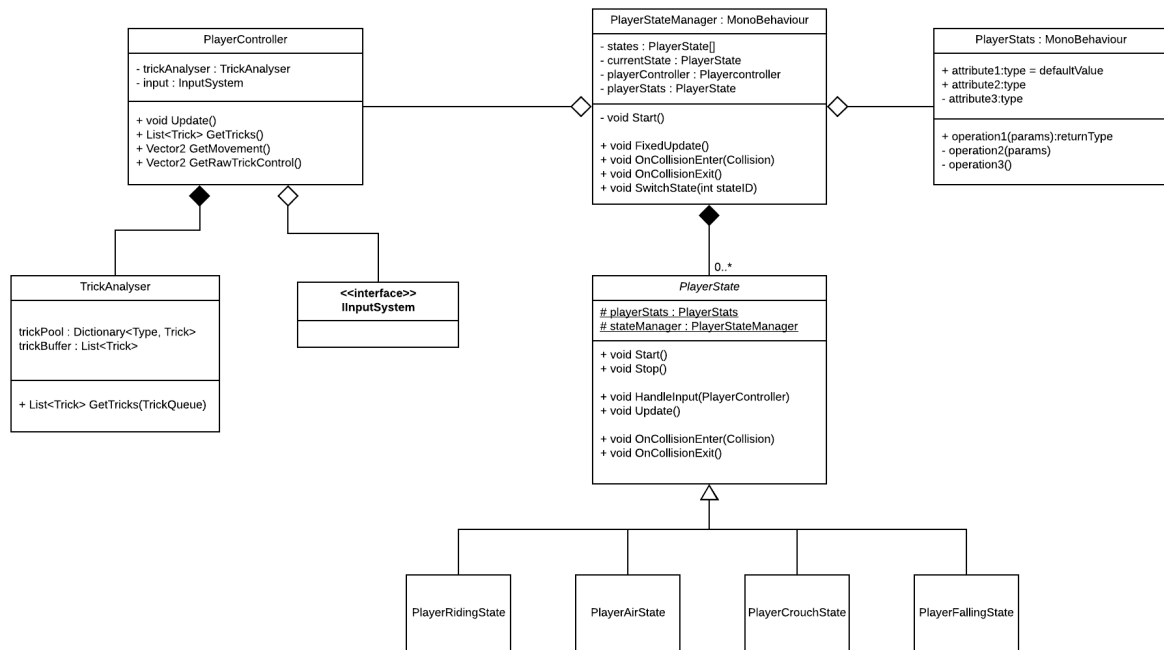 PlayerController
- trickAnalyser : TrickAnalyser
- input : InputSystem
+ void Update()
+ List<Trick> GetTricks()
+ Vector2 GetMovement()
+ Vector2 GetRawTrickControl()
PlayerStateManager : MonoBehaviour
- states : PlayerState[]
- currentState : PlayerState
- playerController : Playercontroller
- playerStats : PlayerState
- void Start()
+ void FixedUpdate()
+ void OnCollisionEnter(Collision)
+ void OnCollisionExit()
+ void SwitchState(int stateID)
PlayerStats : MonoBehaviour
+ attribute1:type = defaultValue
+ attribute2:type
- attribute3:type
+ operation1(params):returnType
- operation2(params)
- operation3()
TrickAnalyser
trickPool : Dictionary<Type, Trick>
trickBuffer : List<Trick>
+ List<Trick> GetTricks(TrickQueue)
<<interface>>
IInputSystem
0..*
PlayerState
# playerStats : PlayerStats
# stateManager : PlayerStateManager
+ void Start()
+ void Stop()
+ void HandleInput(PlayerController)
+ void Update()
+ void OnCollisionEnter(Collision)
+ void OnCollisionExit()
PlayerRidingState
PlayerAirState
PlayerCrouchState
PlayerFallingState